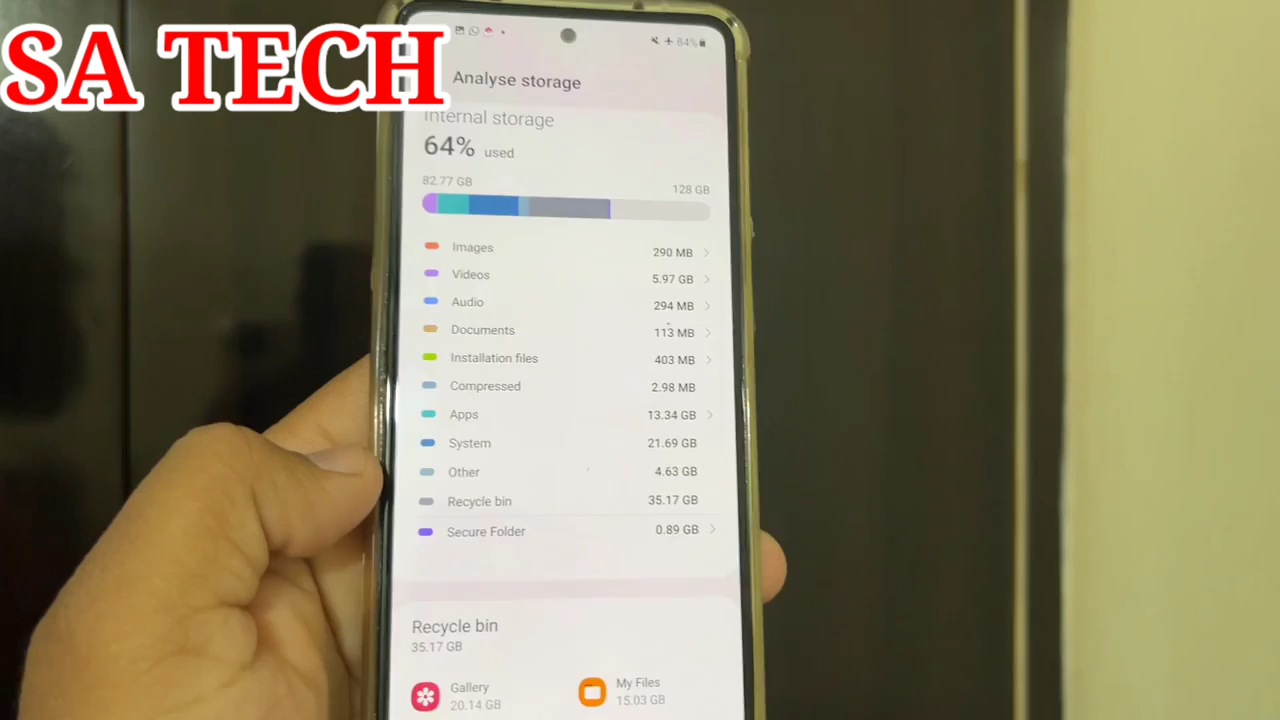 SA TECH
84%
Analyse storage
Internal storage
64% used
82.77 GB 128 GB
Images 290 MB
Videos 5.97 GB
Audio 294 MB
Documents 113 MB
Installation files 403 MB
Compressed 2.98 MB
Apps 13.34 GB
System 21.69 GB
Other 4.63 GB
Recycle bin 35.17 GB
Secure Folder 0.89 GB
Recycle bin
35.17 GB
Gallery My Files
20.14 GB 15.03 GB